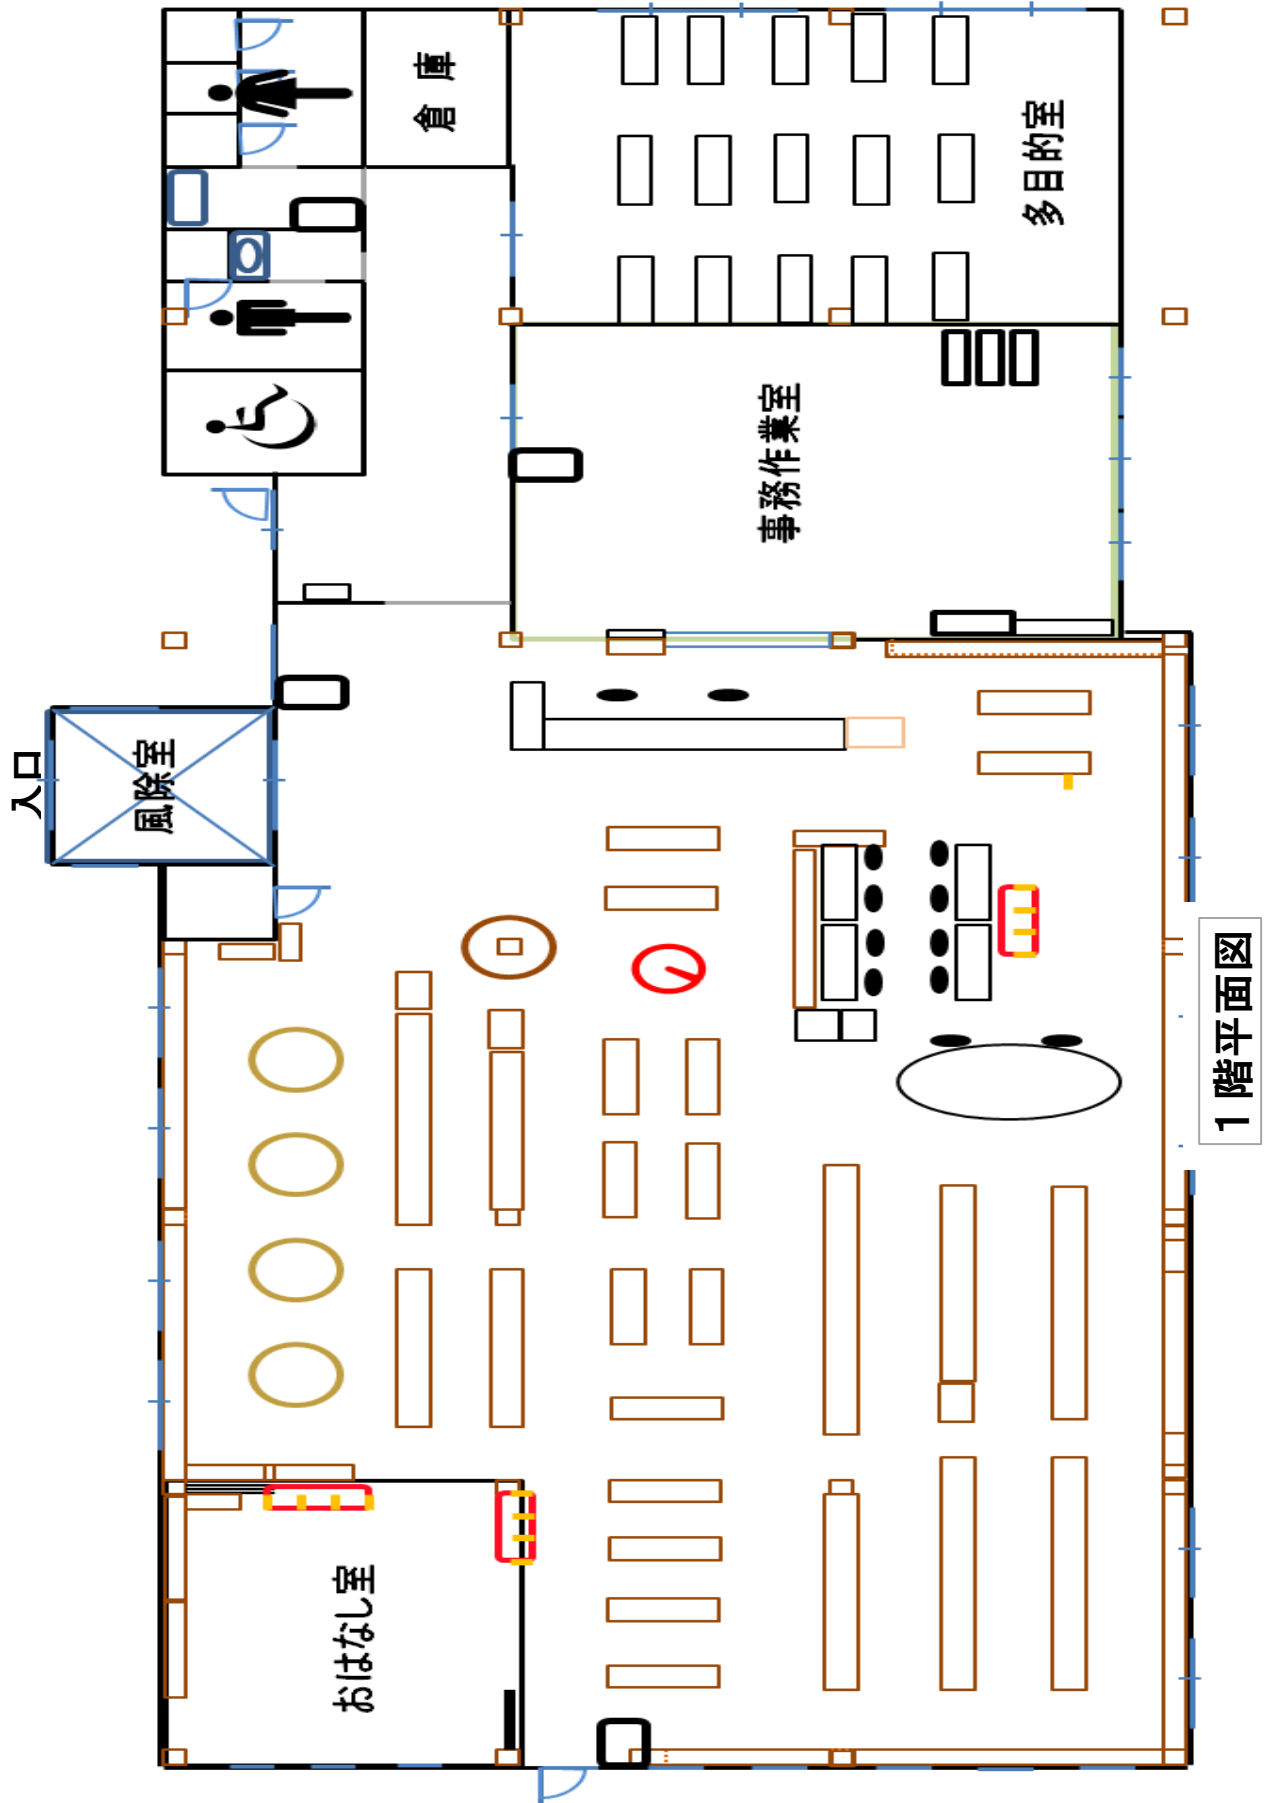 1階平面図
入口
風除室
倉庫
多目的室
事務作業室
おはなし室